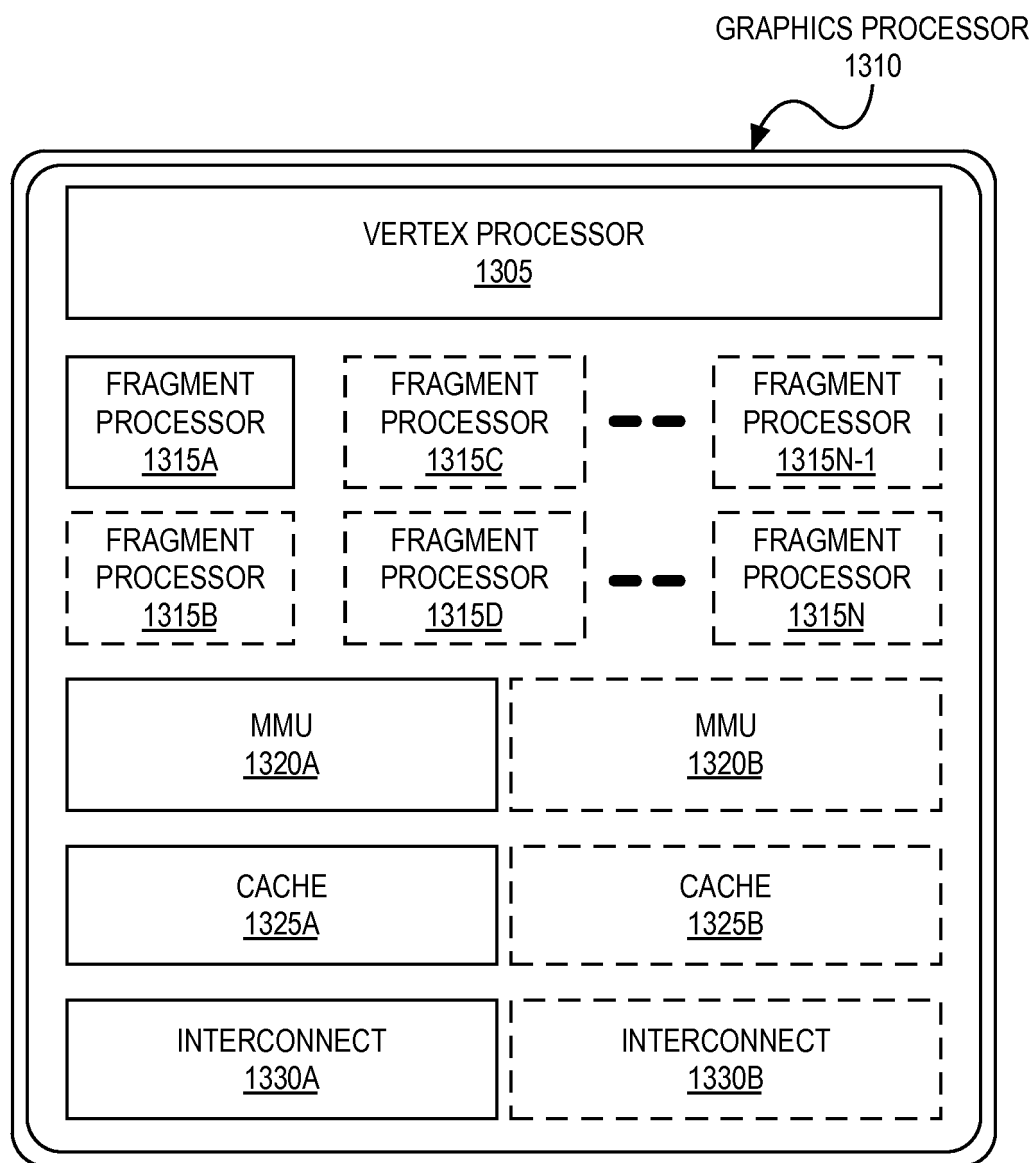 GRAPHICS PROCESSOR
1310
VERTEX PROCESSOR
1305
FRAGMENT
PROCESSOR
1315A
FRAGMENT
PROCESSOR
1315C
FRAGMENT
PROCESSOR
1315N-1
FRAGMENT
PROCESSOR
1315B
FRAGMENT
PROCESSOR
1315D
FRAGMENT
PROCESSOR
1315N
MMU
1320A
MMU
1320B
CACHE
1325A
CACHE
1325B
INTERCONNECT
1330A
INTERCONNECT
1330B